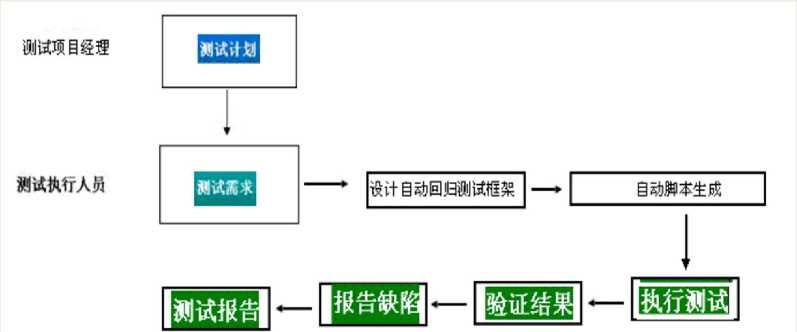 测试项目经理
测试计划
测试执行人员
测试需求
设计自动回归测试框架
自动脚本生成
测试报告
报告缺陷
验证结果
执行测试